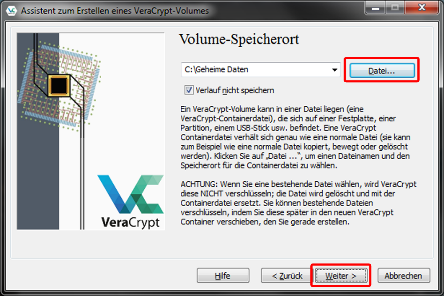 Assistent zum Erstellen eines VeraCrypt-Volumes
Volume-Speicherort
C:\Geheime Daten
Datei...
Verlauf nicht speichern
Ein VeraCrypt-Volume kann in einer Datei liegen (eine
VeraCrypt-Containerdatei), die sich auf einer Festplatte, einer
Partition, einem USB-Stick usw. befindet. Eine VeraCrypt
Containerdatei verhält sich genau wie eine normale Datei (sie kann
zum Beispiel wie eine normale Datei kopiert, bewegt oder gelöscht
werden). Klicken Sie auf „Datei ...“, um einen Dateinamen und den
Speicherort für die Containerdatei zu wählen.
ACHTUNG: Wenn Sie eine bestehende Datei wählen, wird VeraCrypt
diese NICHT verschlüsseln; die Datei wird gelöscht und mit der
Containerdatei ersetzt. Sie können bestehende Dateien
verschlüsseln, indem Sie diese später in den neuen VeraCrypt
Container verschieben, den Sie gerade erstellen.
VeraCrypt
Hilfe
< Zurück
Weiter >
Abbrechen